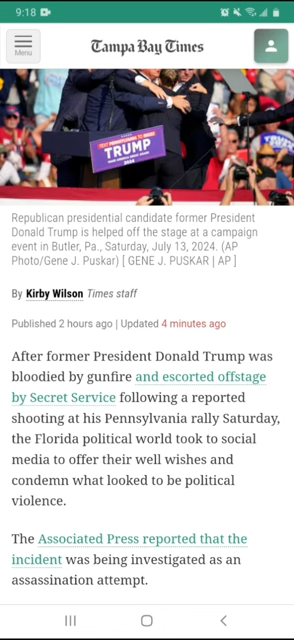 9:18
Menu
Tampa Bay Times
TRUMP
Republican presidential candidate former President
Donald Trump is helped off the stage at a campaign
event in Butler, Pa., Saturday, July 13, 2024. (AP
Photo/Gene J. Puskar) [ GENE J. PUSKAR | AP ]
By Kirby Wilson Times staff
Published 2 hours ago | Updated 4 minutes ago
After former President Donald Trump was
bloodied by gunfire and escorted offstage
by Secret Service following a reported
shooting at his Pennsylvania rally Saturday,
the Florida political world took to social
media to offer their well wishes and
condemn what looked to be political
violence.
The Associated Press reported that the
incident was being investigated as an
assassination attempt.